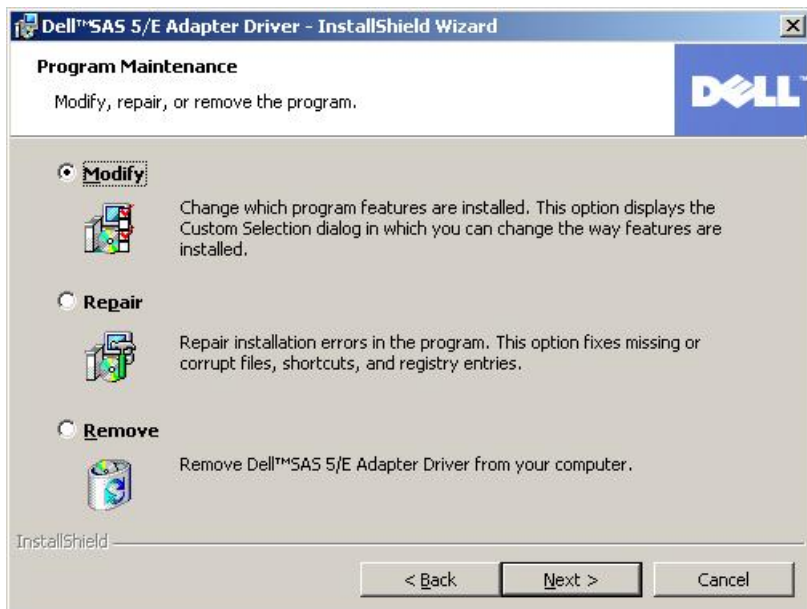 Dell™SAS 5/E Adapter Driver - InstallShield Wizard
Program Maintenance
Modify, repair, or remove the program.
DELL™
Modify
Change which program features are installed. This option displays the
Custom Selection dialog in which you can change the way features are
installed.
Repair
Repair installation errors in the program. This option fixes missing or
corrupt files, shortcuts, and registry entries.
Remove
Remove Dell™SAS 5/E Adapter Driver from your computer.
InstallShield
< Back
Next >
Cancel